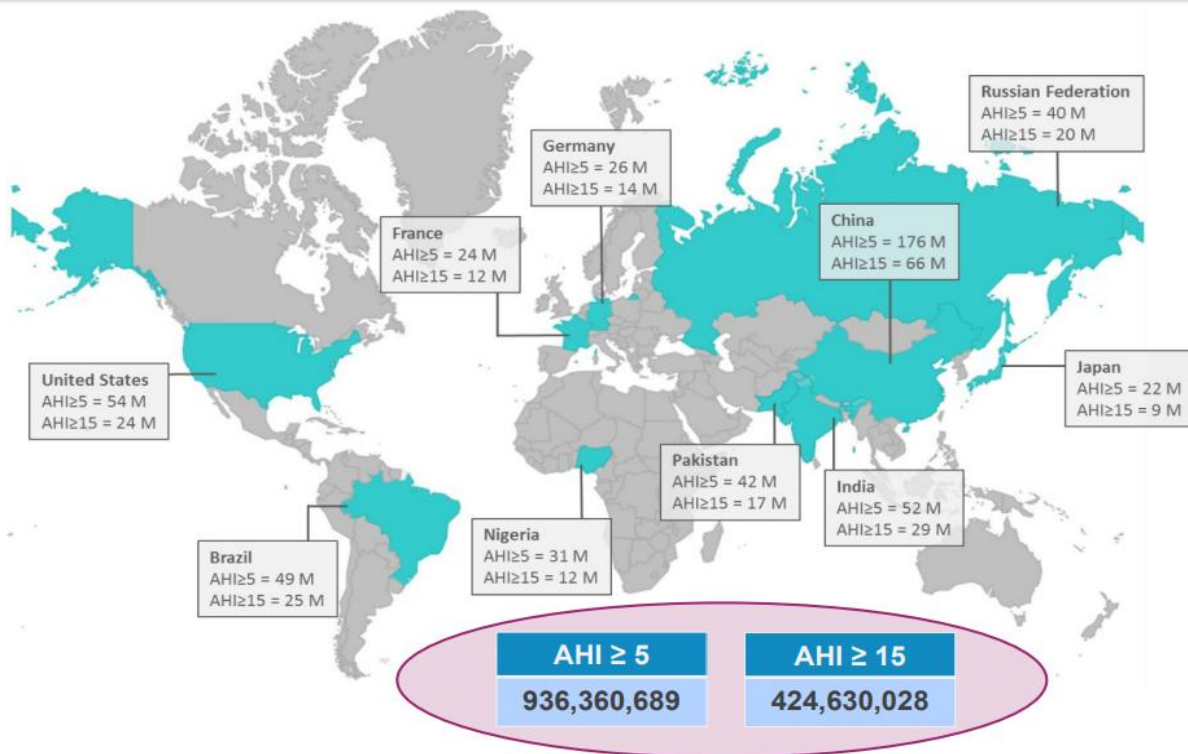 Russian Federation
AHI≥5 = 40 M
AHI≥15 = 20 M
Germany
AHI≥5 = 26 M
AHI≥15 = 14 M
China
AHI≥5 = 176 M
AHI≥15 = 66 M
France
AHI≥5 = 24 M
AHI≥15 = 12 M
United States
AHI≥5 = 54 M
AHI≥15 = 24 M
Japan
AHI≥5 = 22 M
AHI≥15 = 9 M
Pakistan
AHI≥5 = 42 M
AHI≥15 = 17 M
India
AHI≥5 = 52 M
AHI≥15 = 29 M
Nigeria
AHI≥5 = 31 M
AHI≥15 = 12 M
Brazil
AHI≥5 = 49 M
AHI≥15 = 25 M
AHI ≥ 5
936,360,689
AHI ≥ 15
424,630,028